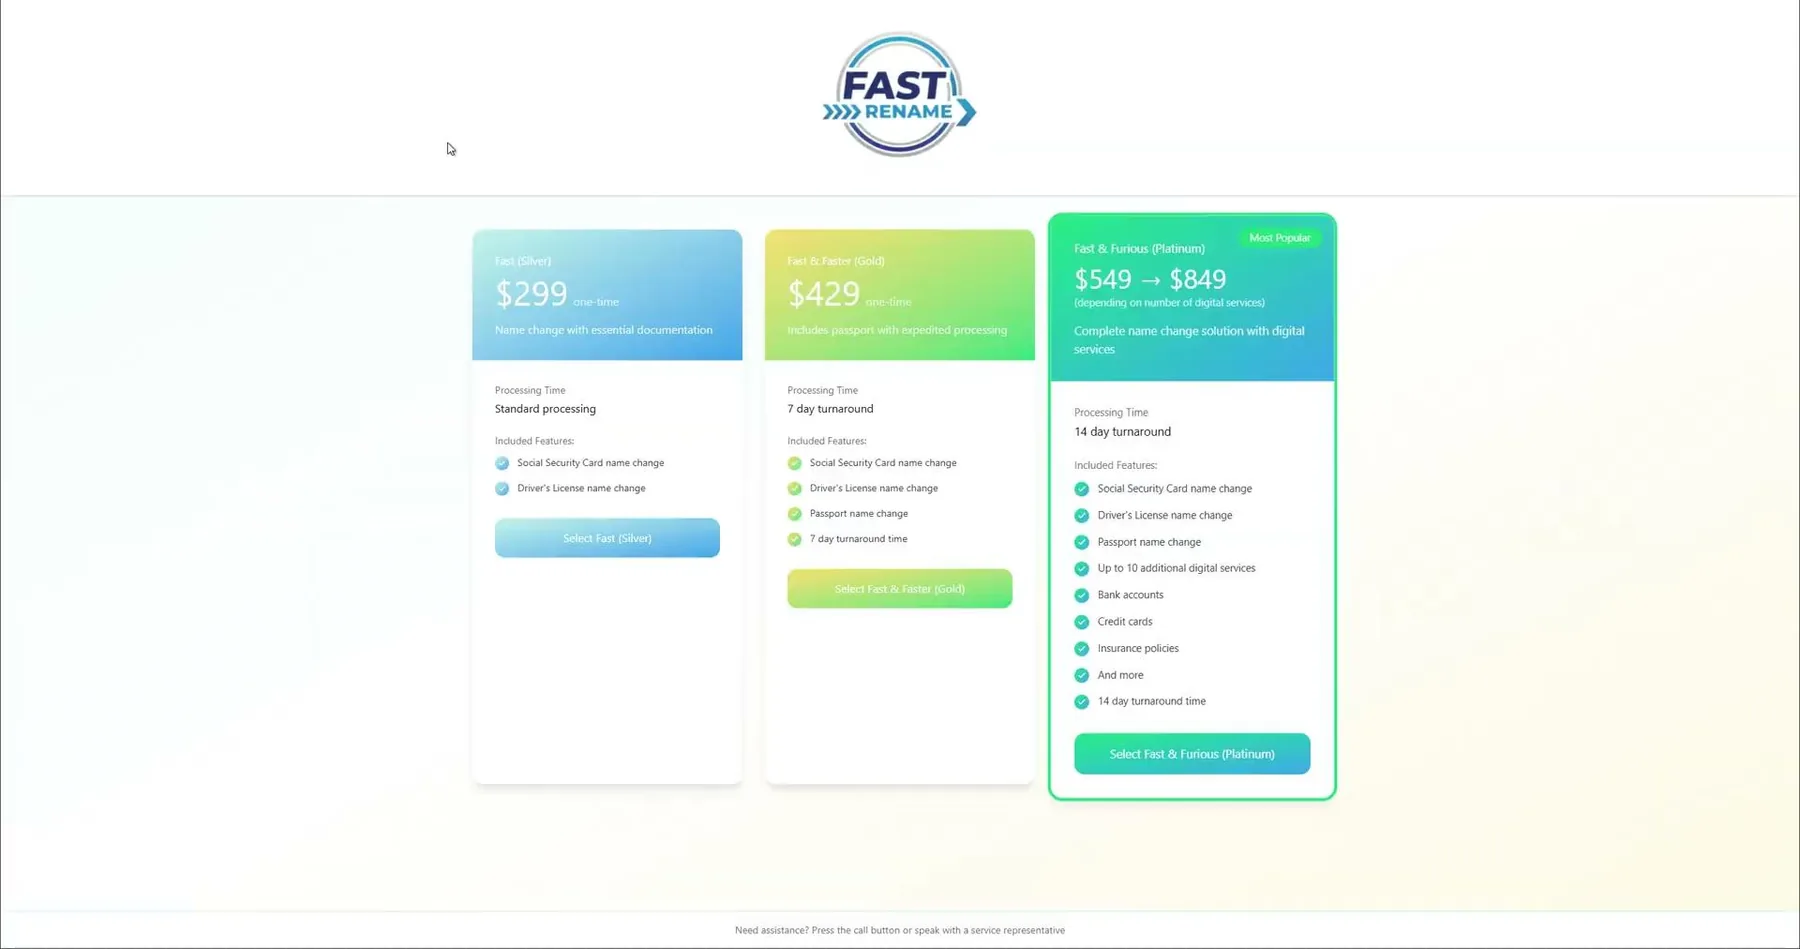 FAST
RENAME
Fast (Silver)
$299 one-time
Name change with essential documentation
Processing Time
Standard processing
Included Features:
Social Security Card name change
Driver's License name change
Select Fast (Silver)
Fast & Faster (Gold)
$429 one-time
Includes passport with expedited processing
Processing Time
7 day turnaround
Included Features:
Social Security Card name change
Driver's License name change
Passport name change
7 day turnaround time
Select Fast & Faster (Gold)
Most Popular
Fast & Furious (Platinum)
$549 → $849
(depending on number of digital services)
Complete name change solution with digital
services
Processing Time
14 day turnaround
Included Features:
Social Security Card name change
Driver's License name change
Passport name change
Up to 10 additional digital services
Bank accounts
Credit cards
Insurance policies
And more
14 day turnaround time
Select Fast & Furious (Platinum)
Need assistance? Press the call button or speak with a service representative